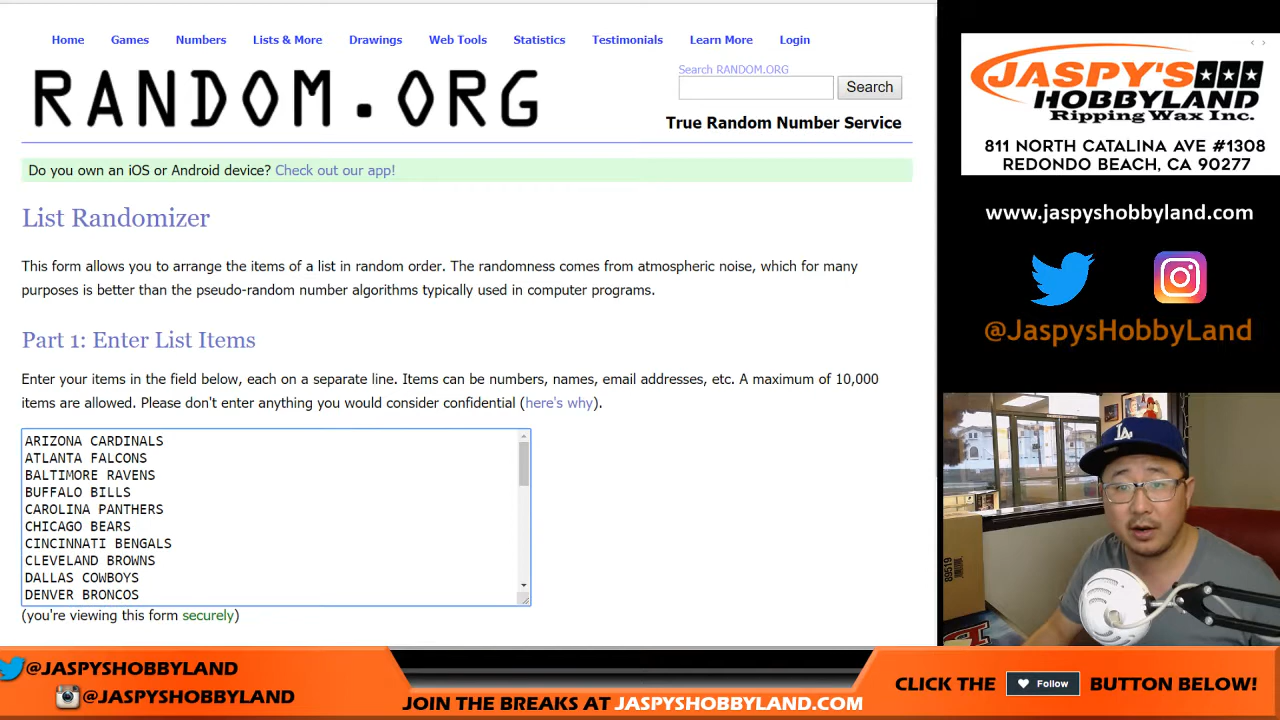 Home Games Numbers Lists & More Drawings Web Tools Statistics Testimonials Learn More Login
RANDOM.ORG
Search RANDOM.ORG
Search
True Random Number Service
Do you own an iOS or Android device? Check out our app!
List Randomizer
This form allows you to arrange the items of a list in random order. The randomness comes from atmospheric noise, which for many
purposes is better than the pseudo-random number algorithms typically used in computer programs.
Part 1: Enter List Items
Enter your items in the field below, each on a separate line. Items can be numbers, names, email addresses, etc. A maximum of 10,000
items are allowed. Please don't enter anything you would consider confidential (here's why).
ARIZONA CARDINALS
ATLANTA FALCONS
BALTIMORE RAVENS
BUFFALO BILLS
CAROLINA PANTHERS
CHICAGO BEARS
CINCINNATI BENGALS
CLEVELAND BROWNS
DALLAS COWBOYS
DENVER BRONCOS
(you're viewing this form securely)
JASPY'S
HOBBYLAND
Ripping Wax Inc.
811 NORTH CATALINA AVE #1308
REDONDO BEACH, CA 90277
www.jaspyshobbyland.com
@JaspysHobbyLand
LA
89519
@JASPYSHOBBYLAND
@JASPYSHOBBYLAND
JOIN THE BREAKS AT JASPYSHOBBYLAND.COM
CLICK THE Follow BUTTON BELOW!